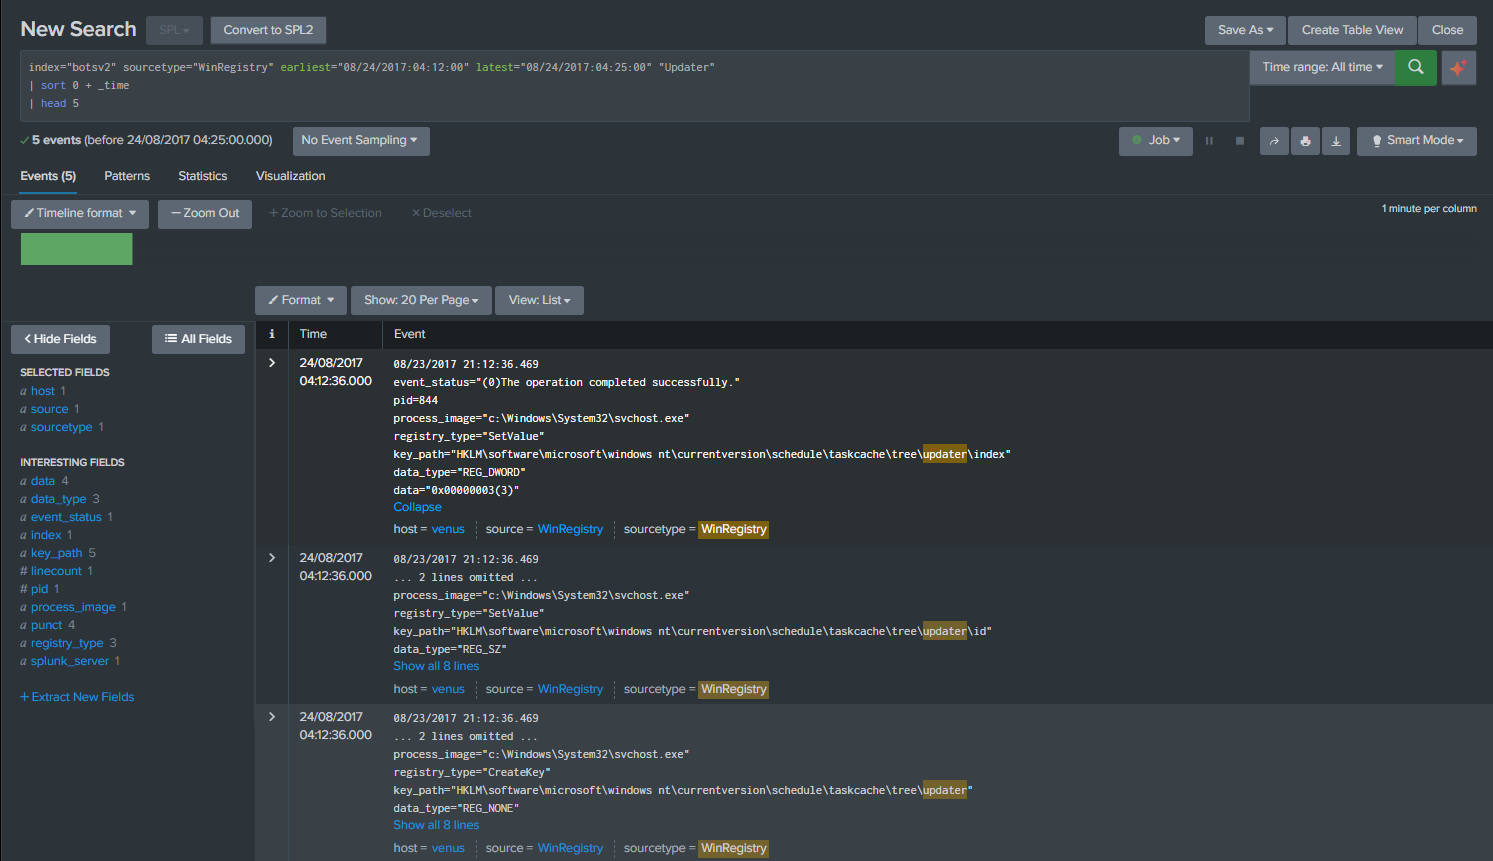 New Search SPL Convert to SPL2 Save As Create Table View Close
index="botsv2" sourcetype="WinRegistry" earliest="08/24/2017:04:12:00" latest="08/24/2017:04:25:00" "Updater"
| sort 0 + _time
| head 5
Time range: All time
5 events (before 24/08/2017 04:25:00.000) No Event Sampling Job Smart Mode
Events (5) Patterns Statistics Visualization
Timeline format — Zoom Out + Zoom to Selection × Deselect 1 minute per column
Format Show: 20 Per Page View: List
Hide Fields All Fields
SELECTED FIELDS
a host 1
a source 1
a sourcetype 1
INTERESTING FIELDS
a data 4
a data_type 3
a event_status 1
a index 1
a key_path 5
# linecount 1
# pid 1
a process_image 1
a punct 4
a registry_type 3
a splunk_server 1
+ Extract New Fields
i Time Event
24/08/2017
04:12:36.000
08/23/2017 21:12:36.469
event_status="(0)The operation completed successfully."
pid=844
process_image="c:\Windows\System32\svchost.exe"
registry_type="SetValue"
key_path="HKLM\software\microsoft\windows nt\currentversion\schedule\taskcache\tree\updater\index"
data_type="REG_DWORD"
data="0x00000003(3)"
Collapse
host = venus source = WinRegistry sourcetype = WinRegistry
24/08/2017
04:12:36.000
08/23/2017 21:12:36.469
... 2 lines omitted ...
process_image="c:\Windows\System32\svchost.exe"
registry_type="SetValue"
key_path="HKLM\software\microsoft\windows nt\currentversion\schedule\taskcache\tree\updater\id"
data_type="REG_SZ"
Show all 8 lines
host = venus source = WinRegistry sourcetype = WinRegistry
24/08/2017
04:12:36.000
08/23/2017 21:12:36.469
... 2 lines omitted ...
process_image="c:\Windows\System32\svchost.exe"
registry_type="CreateKey"
key_path="HKLM\software\microsoft\windows nt\currentversion\schedule\taskcache\tree\updater"
data_type="REG_NONE"
Show all 8 lines
host = venus source = WinRegistry sourcetype = WinRegistry